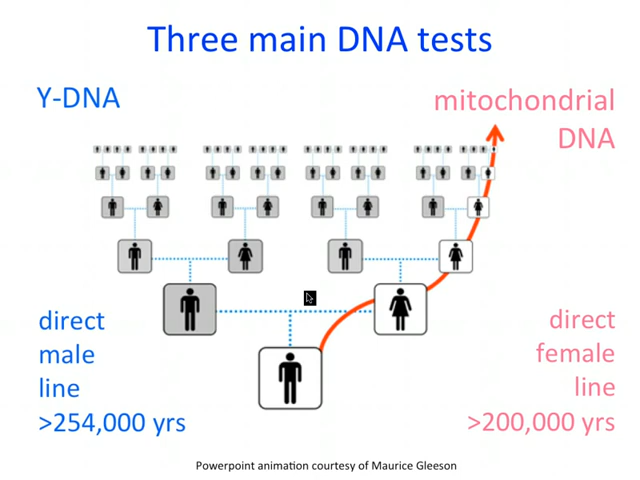 Three main DNA tests
Y-DNA
mitochondrial
DNA
direct
male
line
>254,000 yrs
direct
female
line
>200,000 yrs
Powerpoint animation courtesy of Maurice Gleeson